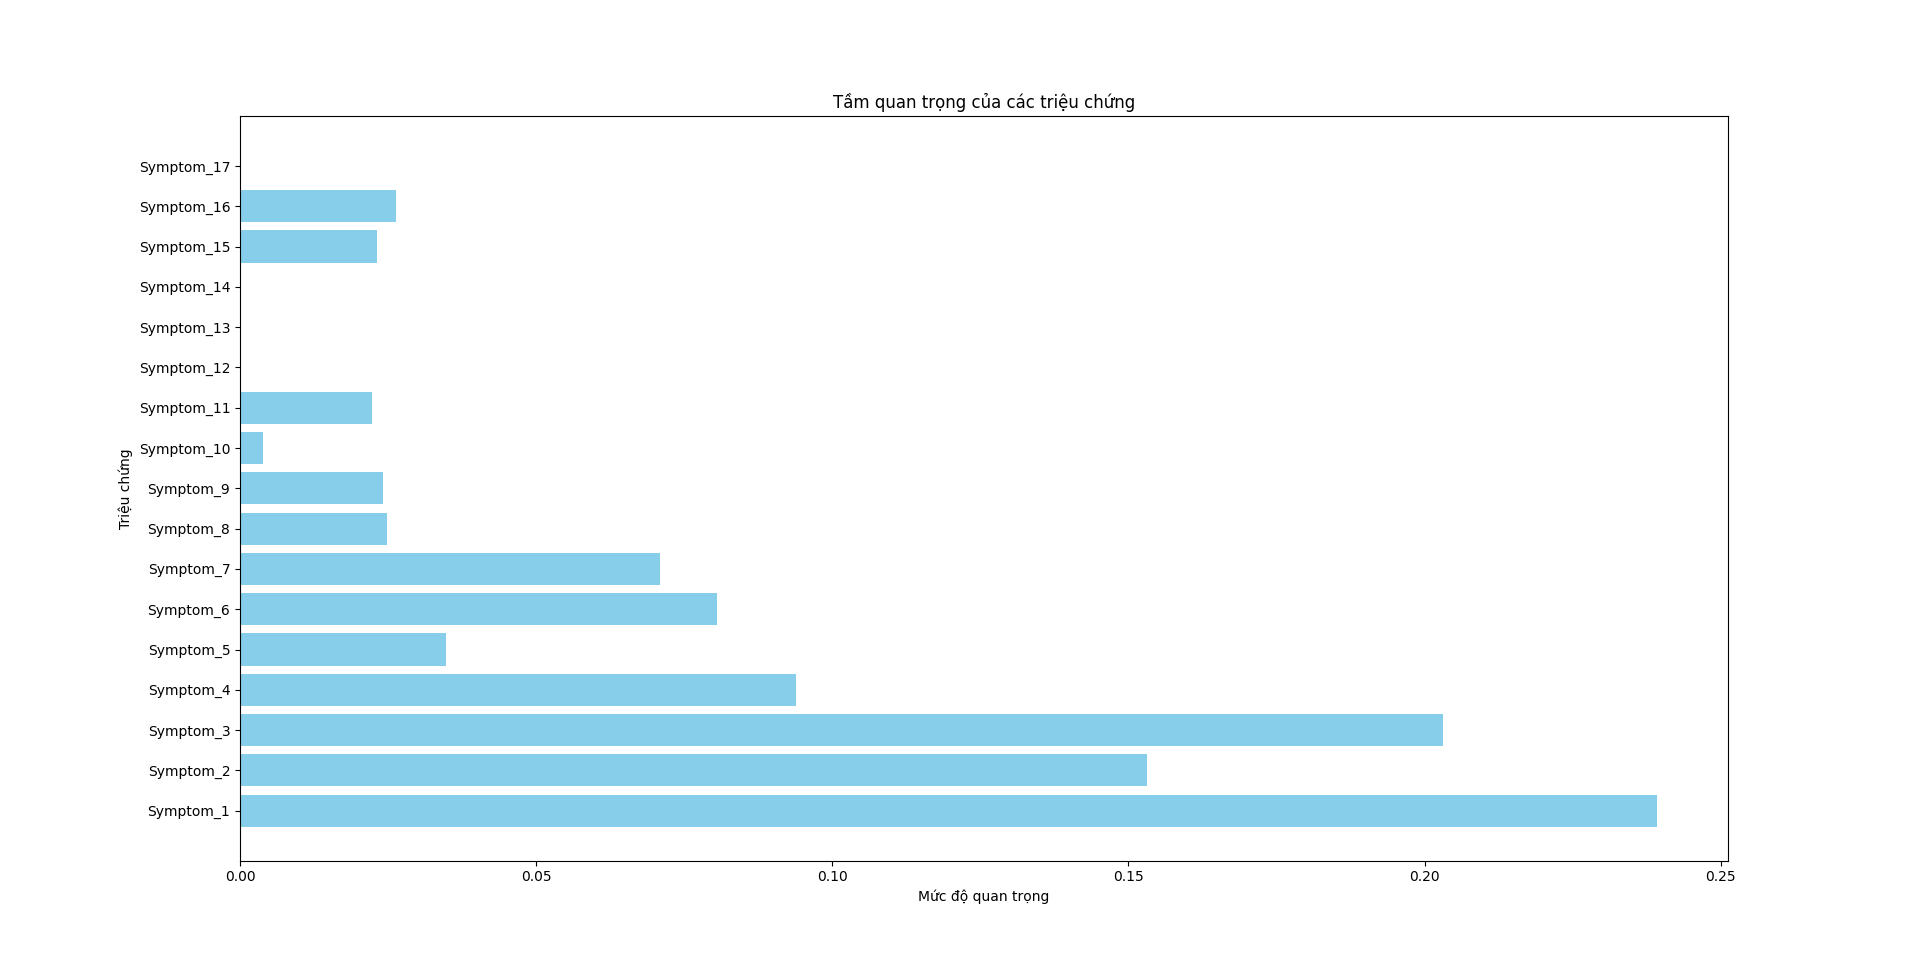 Tầm quan trọng của các triệu chứng
Symptom_17
Symptom_16
Symptom_15
Symptom_14
Symptom_13
Symptom_12
Symptom_11
Symptom_10
Symptom_9
Symptom_8
Symptom_7
Symptom_6
Symptom_5
Symptom_4
Symptom_3
Symptom_2
Symptom_1
Triệu chứng
0.00 0.05 0.10 0.15 0.20 0.25
Mức độ quan trọng